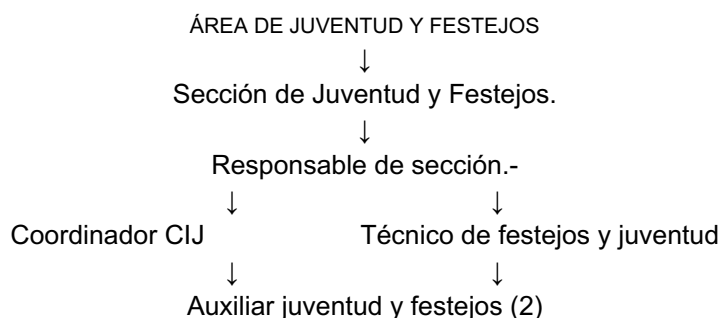 ÁREA DE JUVENTUD Y FESTEJOS
↓
Sección de Juventud y Festejos.
↓
Responsable de sección.-
↓ ↓
Coordinador CIJ Técnico de festejos y juventud
↓ ↓
Auxiliar juventud y festejos (2)